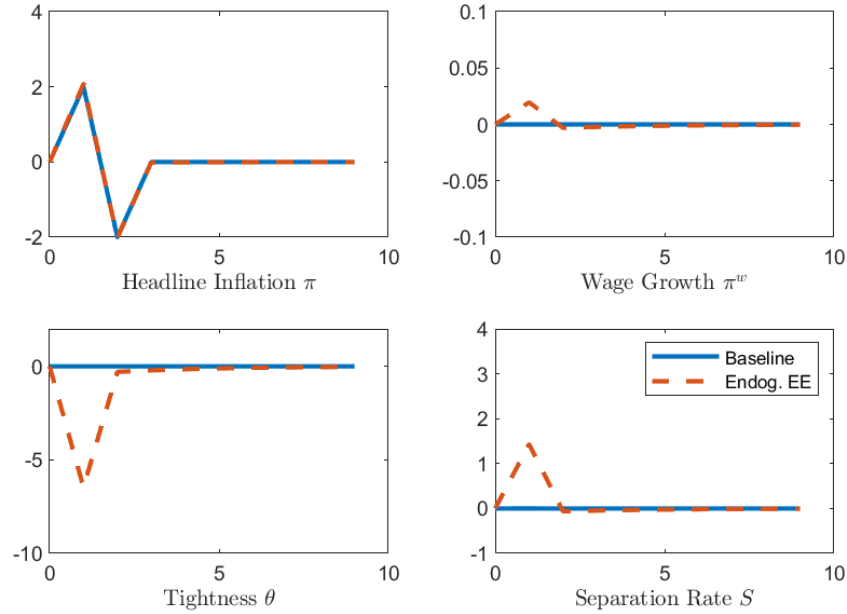 4
2
0
-2
0 5 10
Headline Inflation π
0.1
0.05
0
-0.05
-0.1
0 5 10
Wage Growth π^w
0
-5
-10
0 5 10
Tightness θ
4
3
2
1
0
-1
0 5 10
Separation Rate S
Baseline
Endog. EE